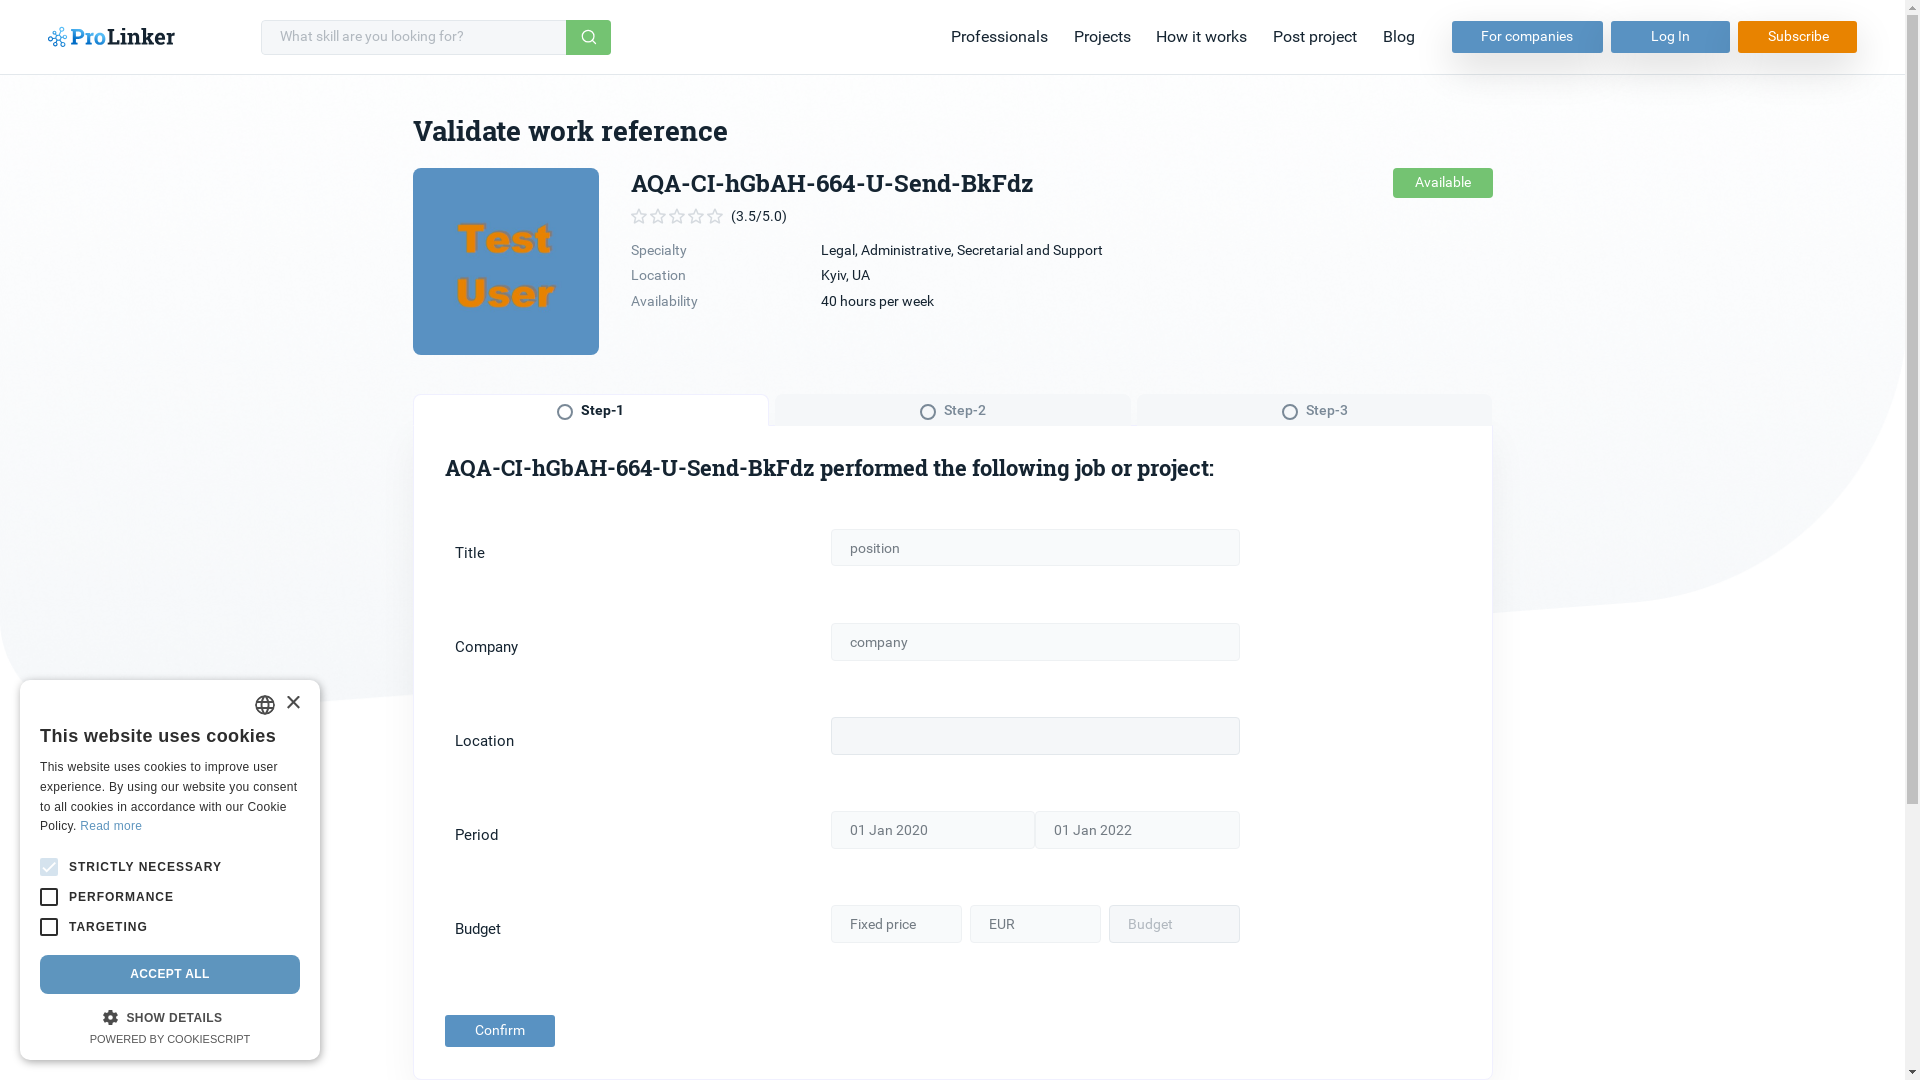 ProLinker
What skill are you looking for?
Professionals
Projects
How it works
Post project
Blog
For companies
Log In
Subscribe
Validate work reference
Test
User
AQA-CI-hGbAH-664-U-Send-BkFdz
Available
(3.5/5.0)
Specialty Legal, Administrative, Secretarial and Support
Location Kyiv, UA
Availability 40 hours per week
Step-1
Step-2
Step-3
AQA-CI-hGbAH-664-U-Send-BkFdz performed the following job or project:
Title position
Company company
Location
Period 01 Jan 2020 01 Jan 2022
Budget Fixed price EUR Budget
Confirm
This website uses cookies
This website uses cookies to improve user
experience. By using our website you consent
to all cookies in accordance with our Cookie
Policy. Read more
STRICTLY NECESSARY
PERFORMANCE
TARGETING
ACCEPT ALL
SHOW DETAILS
POWERED BY COOKIESCRIPT